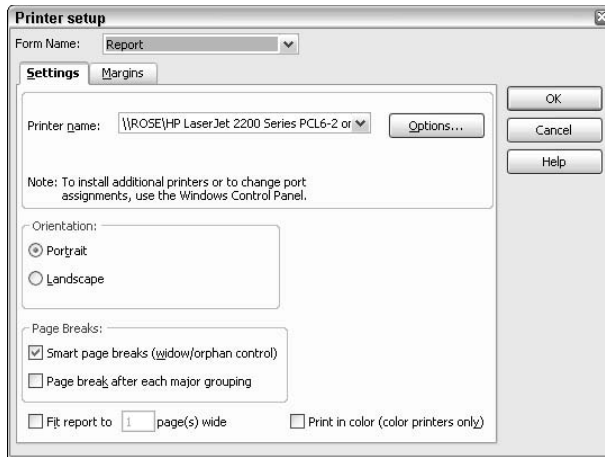 Printer setup
Form Name: Report
Settings Margins
Printer name: \\ROSE\HP LaserJet 2200 Series PCL6-2 or Options...
Note: To install additional printers or to change port
assignments, use the Windows Control Panel.
OK
Cancel
Help
Orientation:
Portrait
Landscape
Page Breaks:
Smart page breaks (widow/orphan control)
Page break after each major grouping
Fit report to 1 page(s) wide Print in color (color printers only)